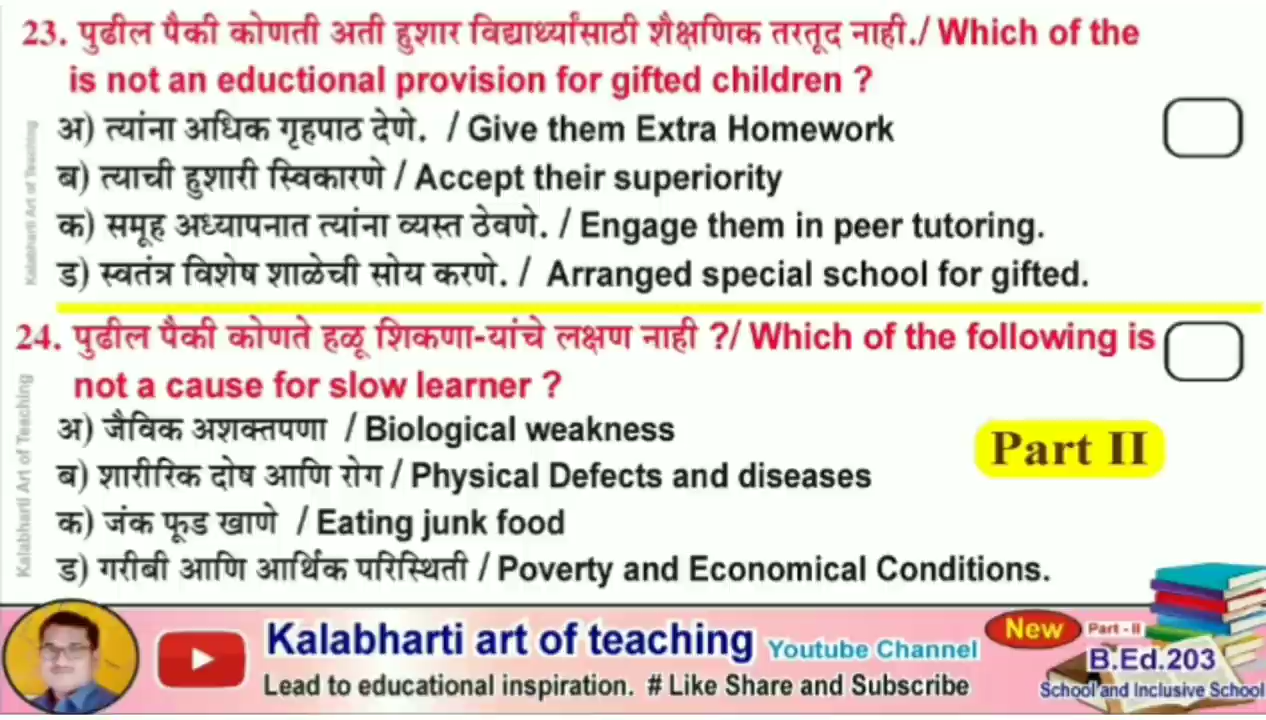 23. पुढील पैकी कोणती अती हुशार विद्यार्थ्यांसाठी शैक्षणिक तरतूद नाही./ Which of the
is not an eductional provision for gifted children ?
अ) त्यांना अधिक गृहपाठ देणे. / Give them Extra Homework
ब) त्याची हुशारी स्विकारणे / Accept their superiority
क) समूह अध्यापनात त्यांना व्यस्त ठेवणे. / Engage them in peer tutoring.
ड) स्वतंत्र विशेष शाळेची सोय करणे. / Arranged special school for gifted.
Kalabharti Art of Teaching
24. पुढील पैकी कोणते हळू शिकणा-यांचे लक्षण नाही ?/ Which of the following is
not a cause for slow learner ?
अ) जैविक अशक्तपणा / Biological weakness
ब) शारीरिक दोष आणि रोग / Physical Defects and diseases
क) जंक फूड खाणे / Eating junk food
ड) गरीबी आणि आर्थिक परिस्थिती / Poverty and Economical Conditions.
Part II
Kalabharti Art of Teaching
Kalabharti art of teaching Youtube Channel
Lead to educational inspiration. # Like Share and Subscribe
New Part - II
B.Ed.203
School and Inclusive School